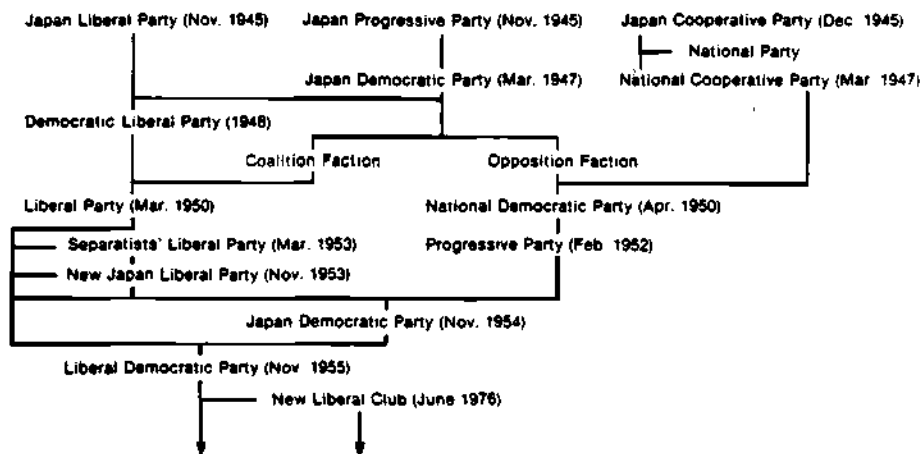 Japan Liberal Party (Nov. 1945) Japan Progressive Party (Nov. 1945) Japan Cooperative Party (Dec 1945)
National Party
Japan Democratic Party (Mar. 1947) National Cooperative Party (Mar 1947)
Democratic Liberal Party (1948)
Coalition Faction Opposition Faction
Liberal Party (Mar. 1950) National Democratic Party (Apr. 1950)
Separatists' Liberal Party (Mar. 1953) Progressive Party (Feb 1952)
New Japan Liberal Party (Nov. 1953)
Japan Democratic Party (Nov. 1954)
Liberal Democratic Party (Nov 1955)
New Liberal Club (June 1976)